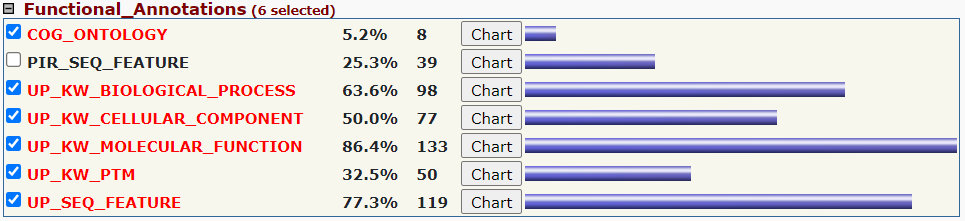 Functional_Annotations (6 selected)
COG_ONTOLOGY 5.2% 8 Chart
PIR_SEQ_FEATURE 25.3% 39 Chart
UP_KW_BIOLOGICAL_PROCESS 63.6% 98 Chart
UP_KW_CELLULAR_COMPONENT 50.0% 77 Chart
UP_KW_MOLECULAR_FUNCTION 86.4% 133 Chart
UP_KW_PTM 32.5% 50 Chart
UP_SEQ_FEATURE 77.3% 119 Chart